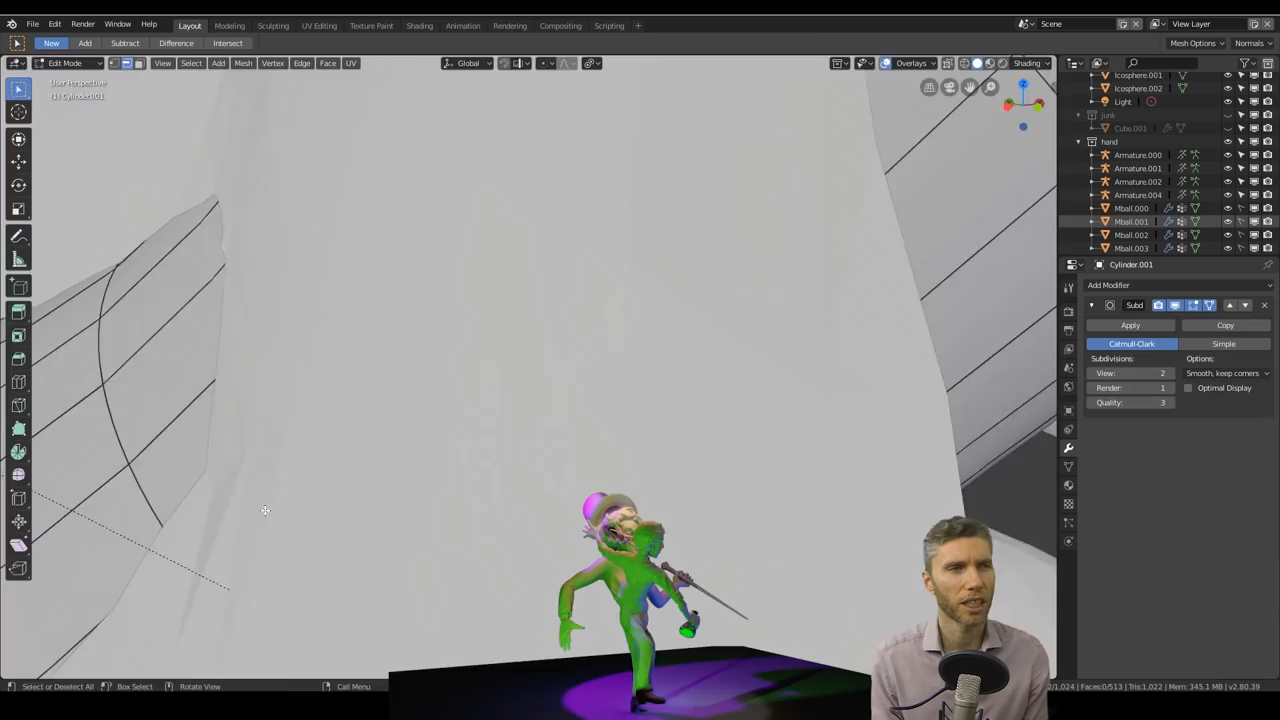 File Edit Render Window Help Layout Modeling Sculpting UV Editing Texture Paint Shading Animation Rendering Compositing Scripting + Scene View Layer
New Add Subtract Difference Intersect Mesh Options Normals
Edit Mode View Select Add Mesh Vertex Edge Face UV Global Overlays Shading
User Perspective
(1) Cylinder.001
Icosphere.001
Icosphere.002
Light
junk
Cube.001
hand
Armature.000
Armature.001
Armature.002
Armature.004
Mball.000
Mball.001
Mball.002
Mball.003
Cylinder.001
Add Modifier
Subd
Apply Copy
Catmull-Clark Simple
Subdivisions: Options:
View: 2 Smooth, keep corners
Render: 1 Optimal Display
Quality: 3
Select or Deselect All Box Select Rotate View Call Menu 2/1,024 | Faces:0/513 | Tris:1,022 | Mem: 345.1 MB | v2.80.39